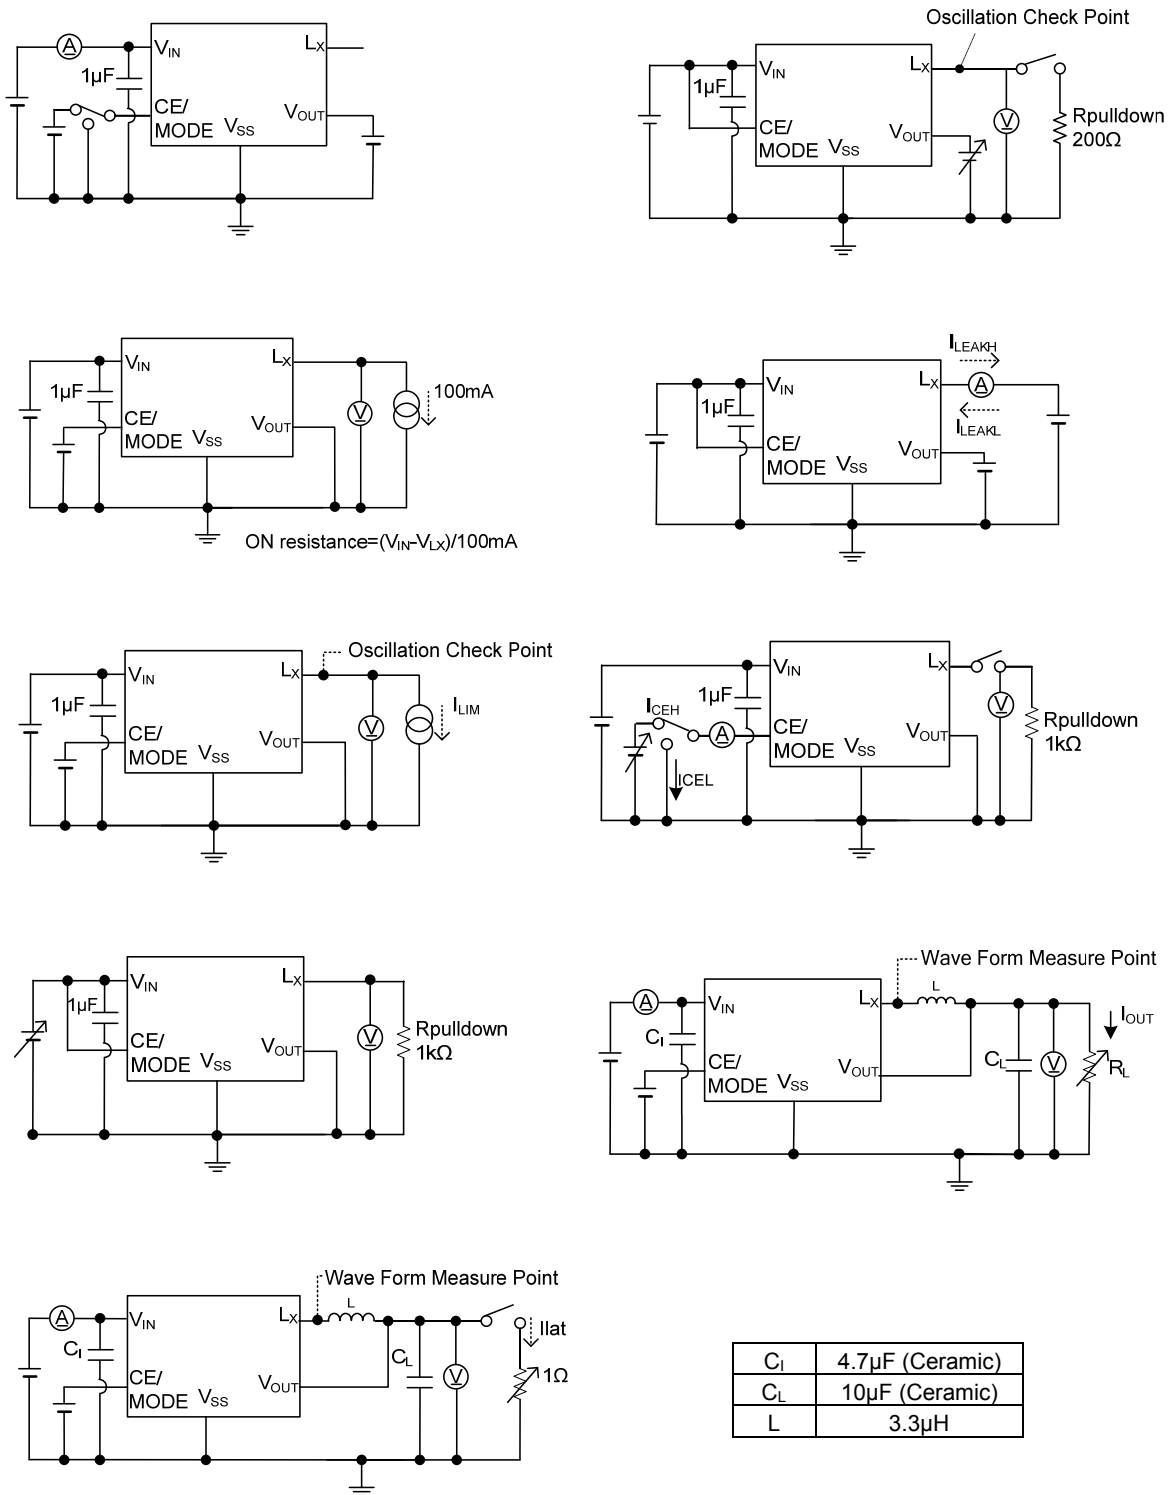 A
VIN
LX
1µF
CE/
MODE
VSS
VOUT
Oscillation Check Point
VIN
LX
1µF
CE/
MODE
VSS
VOUT
V
Rpulldown
200Ω
VIN
LX
1µF
CE/
MODE
VSS
VOUT
V
100mA
ON resistance=(VIN-VLX)/100mA
VIN
LX
1µF
CE/
MODE
VSS
VOUT
ILEAKH
A
ILEAKL
Oscillation Check Point
VIN
LX
1µF
CE/
MODE
VSS
VOUT
V
ILIM
VIN
LX
1µF
ICEH
A
CE/
MODE
VSS
VOUT
ICEL
V
Rpulldown
1kΩ
VIN
LX
1µF
CE/
MODE
VSS
VOUT
V
Rpulldown
1kΩ
Wave Form Measure Point
A
VIN
LX
L
CI
CE/
MODE
VSS
VOUT
CL
V
IOUT
RL
Wave Form Measure Point
A
VIN
LX
L
CI
CE/
MODE
VSS
VOUT
CL
V
Ilat
1Ω
CI 4.7µF (Ceramic)
CL 10µF (Ceramic)
L 3.3µH